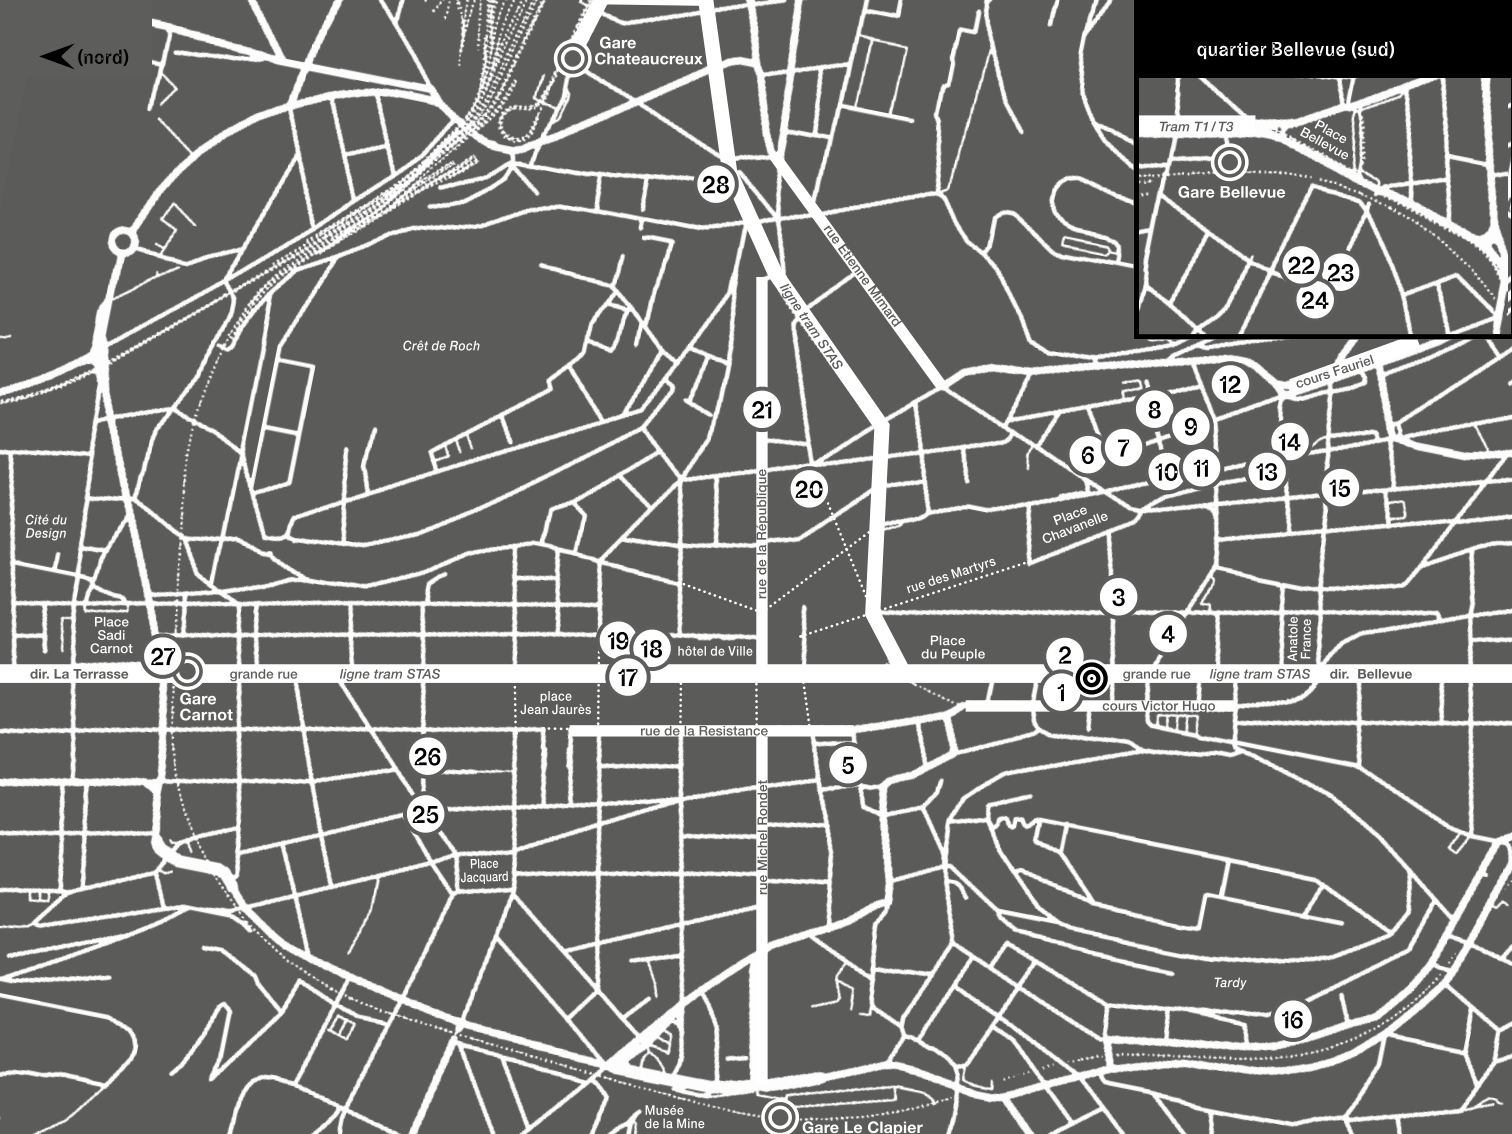 (nord)
Gare
Chateaucreux
quartier Bellevue (sud)
Tram T1/T3
Place
Bellevue
Gare Bellevue
22
23
24
28
rue Etienne Mimard
ligne tram STAS
Crêt de Roch
cours Fauriel
12
8
21
9
14
7
6
11
10
13
15
20
rue de la République
Place
Chavanelle
Cité du
Design
rue des Martyrs
3
Place
Sadi
Carnot
4
Anatole
France
19
18
hôtel de Ville
Place
du Peuple
2
27
17
dir. La Terrasse
grande rue
ligne tram STAS
grande rue
ligne tram STAS
dir. Bellevue
1
Gare
Carnot
place
Jean Jaurès
cours Victor Hugo
rue de la Resistance
26
5
25
rue Michel Rondet
Place
Jacquard
Tardy
16
Musée
de la Mine
Gare Le Clapier